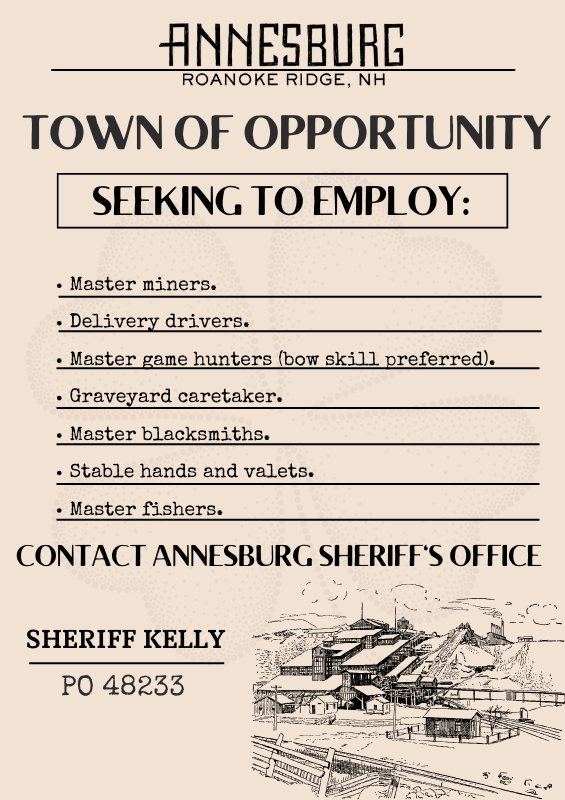 ANNESBURG
ROANOKE RIDGE, NH
TOWN OF OPPORTUNITY
SEEKING TO EMPLOY:
• Master miners.
• Delivery drivers.
• Master game hunters (bow skill preferred).
• Graveyard caretaker.
• Master blacksmiths.
• Stable hands and valets.
• Master fishers.
CONTACT ANNESBURG SHERIFF'S OFFICE
SHERIFF KELLY
PO 48233